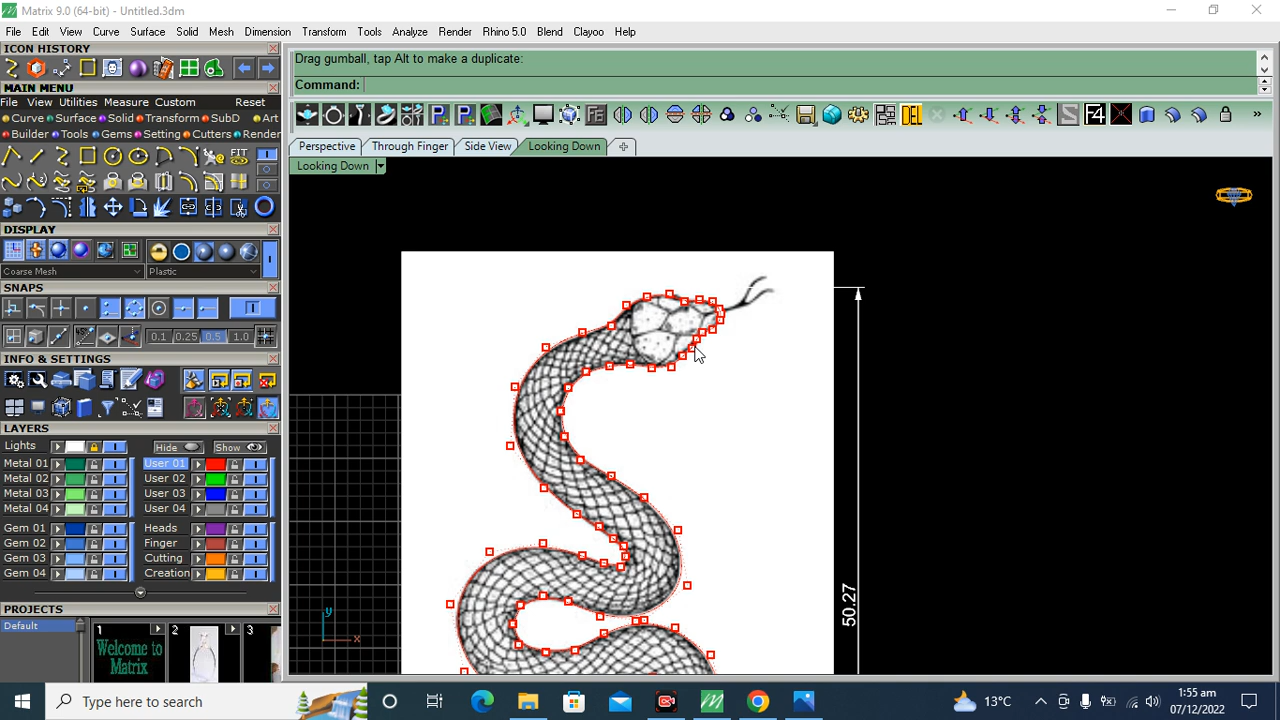 Matrix 9.0 (64-bit) - Untitled.3dm
File Edit View Curve Surface Solid Mesh Dimension Transform Tools Analyze Render Rhino 5.0 Blend Clayoo Help
ICON HISTORY
MAIN MENU
File View Utilities Measure Custom Reset
Curve Surface Solid Transform SubD Art
Builder Tools Gems Setting Cutters Render
FIT
DISPLAY
Coarse Mesh Plastic
SNAPS
0.1 0.25 0.5 1.0
INFO & SETTINGS
LAYERS
Lights Hide Show
Metal 01 User 01
Metal 02 User 02
Metal 03 User 03
Metal 04 User 04
Gem 01 Heads
Gem 02 Finger
Gem 03 Cutting
Gem 04 Creation
PROJECTS
Default
1 2 3
Welcome to Matrix
Drag gumball, tap Alt to make a duplicate:
Command:
F4
DEL
Perspective Through Finger Side View Looking Down
Looking Down
50.27
y
x
Type here to search
13°C
1:55 am
07/12/2022